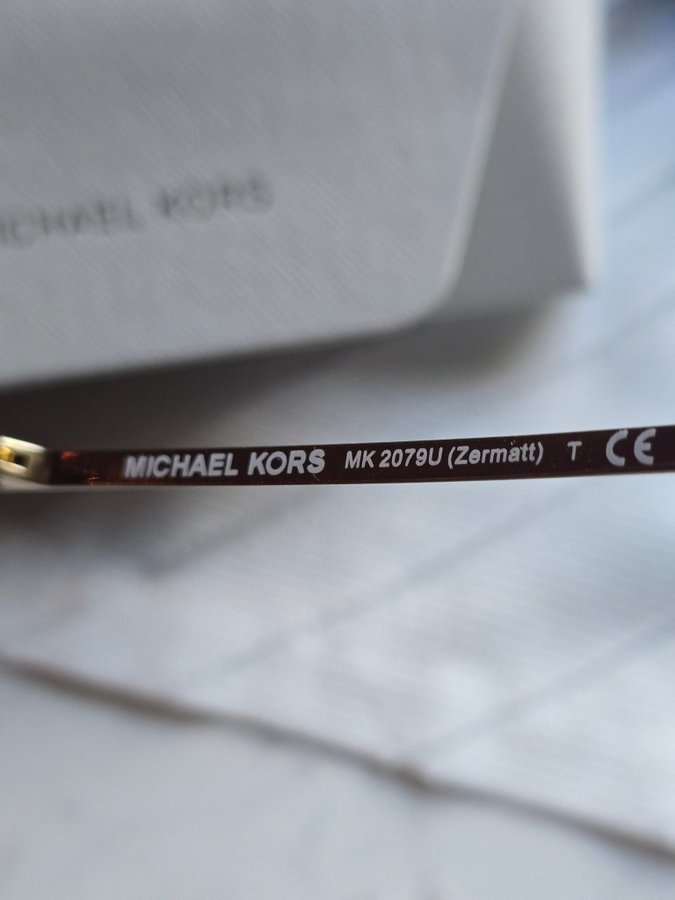 MICHAEL KORS
MICHAEL KORS MK 2079U (Zermatt) T CE